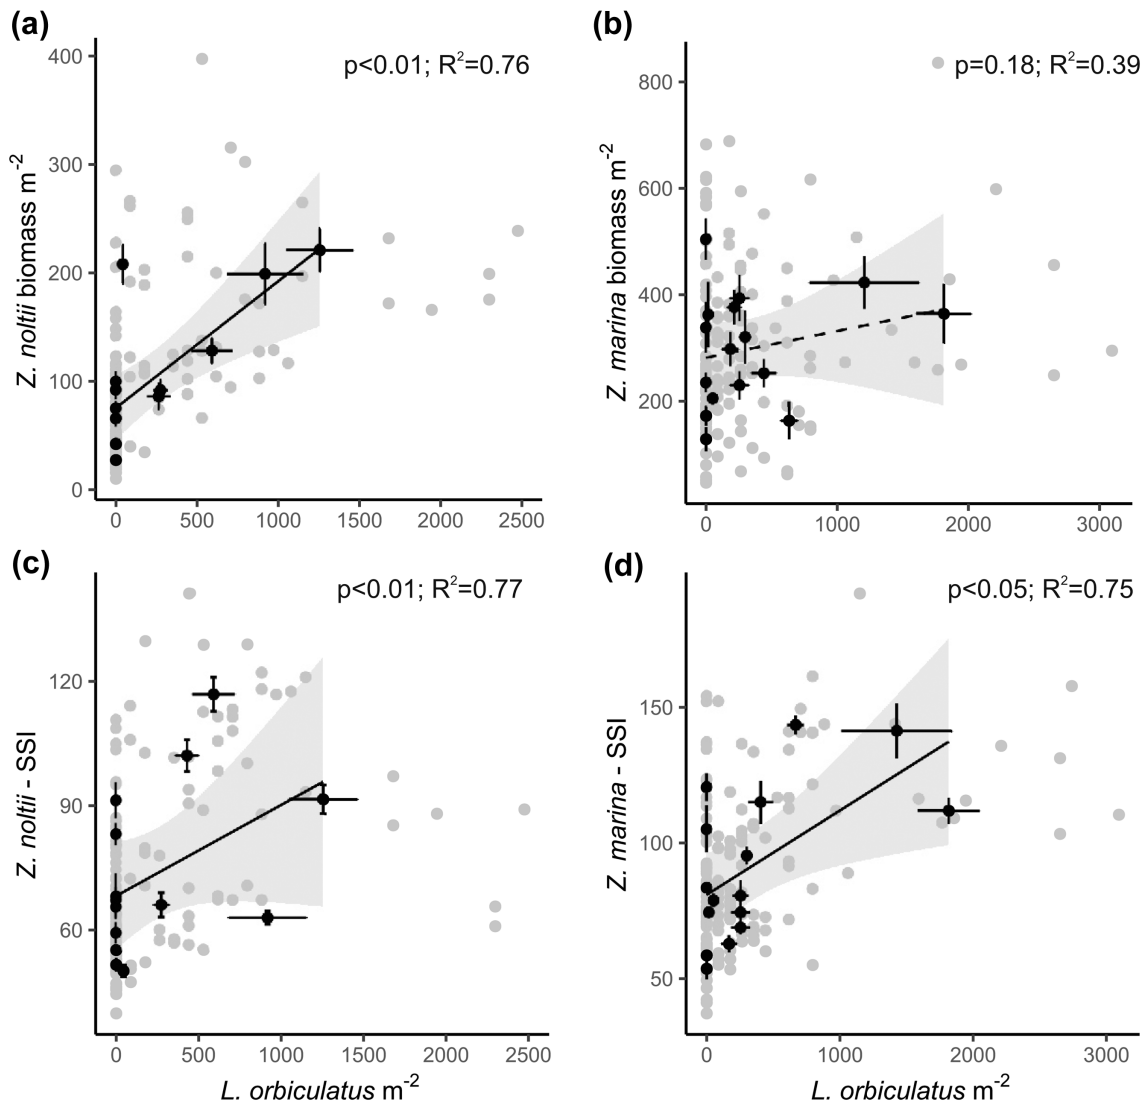 (a)
p<0.01; R²=0.76
Z. noltii biomass m⁻²
400
300
200
100
0
0 500 1000 1500 2000 2500
(b)
p=0.18; R²=0.39
Z. marina biomass m⁻²
800
600
400
200
0 1000 2000 3000
(c)
p<0.01; R²=0.77
Z. noltii - SSI
120
90
60
0 500 1000 1500 2000 2500
L. orbiculatus m⁻²
(d)
p<0.05; R²=0.75
Z. marina - SSI
150
100
50
0 1000 2000 3000
L. orbiculatus m⁻²